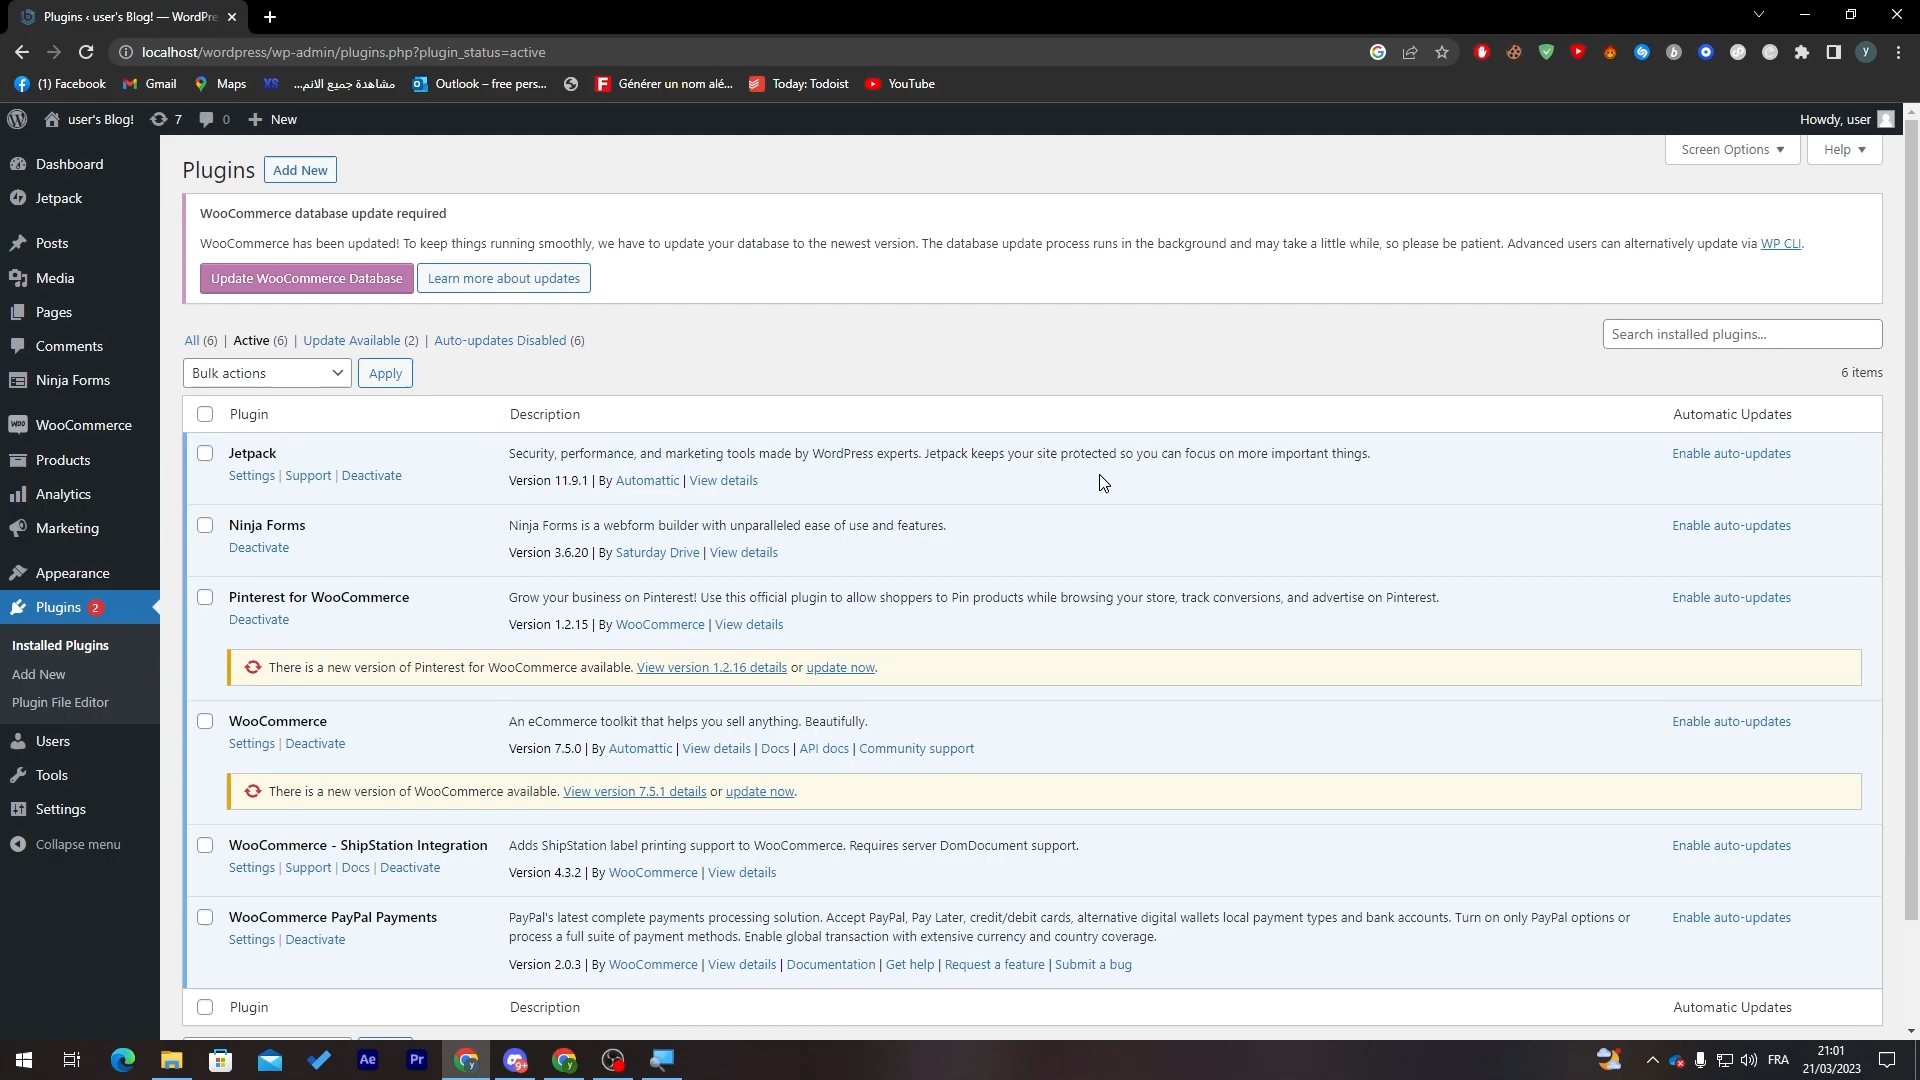 Plugins ‹ user's Blog! — WordPre
localhost/wordpress/wp-admin/plugins.php?plugin_status=active
(1) Facebook
Gmail
Maps
XS
مشاهدة جميع الانم...
Outlook – free pers...
Générer un nom alé...
Today: Todoist
YouTube
user's Blog!
7
0
New
Howdy, user
Dashboard
Jetpack
Posts
Media
Pages
Comments
Ninja Forms
WooCommerce
Products
Analytics
Marketing
Appearance
Plugins 2
Installed Plugins
Add New
Plugin File Editor
Users
Tools
Settings
Collapse menu
Screen Options
Help
Plugins
Add New
WooCommerce database update required
WooCommerce has been updated! To keep things running smoothly, we have to update your database to the newest version. The database update process runs in the background and may take a little while, so please be patient. Advanced users can alternatively update via WP CLI.
Update WooCommerce Database
Learn more about updates
All (6) | Active (6) | Update Available (2) | Auto-updates Disabled (6)
Search installed plugins...
Bulk actions
Apply
6 items
Plugin Description Automatic Updates
Jetpack
Settings | Support | Deactivate
Security, performance, and marketing tools made by WordPress experts. Jetpack keeps your site protected so you can focus on more important things.
Version 11.9.1 | By Automattic | View details
Enable auto-updates
Ninja Forms
Deactivate
Ninja Forms is a webform builder with unparalleled ease of use and features.
Version 3.6.20 | By Saturday Drive | View details
Enable auto-updates
Pinterest for WooCommerce
Deactivate
Grow your business on Pinterest! Use this official plugin to allow shoppers to Pin products while browsing your store, track conversions, and advertise on Pinterest.
Version 1.2.15 | By WooCommerce | View details
Enable auto-updates
There is a new version of Pinterest for WooCommerce available. View version 1.2.16 details or update now.
WooCommerce
Settings | Deactivate
An eCommerce toolkit that helps you sell anything. Beautifully.
Version 7.5.0 | By Automattic | View details | Docs | API docs | Community support
Enable auto-updates
There is a new version of WooCommerce available. View version 7.5.1 details or update now.
WooCommerce - ShipStation Integration
Settings | Support | Docs | Deactivate
Adds ShipStation label printing support to WooCommerce. Requires server DomDocument support.
Version 4.3.2 | By WooCommerce | View details
Enable auto-updates
WooCommerce PayPal Payments
Settings | Deactivate
PayPal's latest complete payments processing solution. Accept PayPal, Pay Later, credit/debit cards, alternative digital wallets local payment types and bank accounts. Turn on only PayPal options or
process a full suite of payment methods. Enable global transaction with extensive currency and country coverage.
Version 2.0.3 | By WooCommerce | View details | Documentation | Get help | Request a feature | Submit a bug
Enable auto-updates
Plugin Description Automatic Updates
Ae
Pr
FRA
21:01
21/03/2023